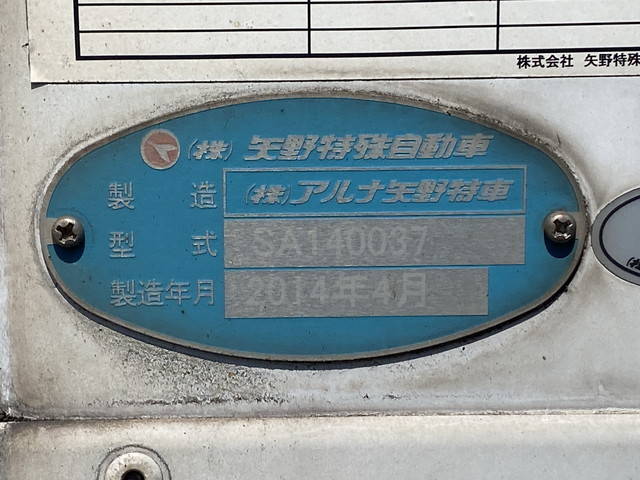 株式会社 矢野特殊
(株) 矢野特殊自動車
製造 (株)アルナ矢野特車
型式 SA140037
製造年月 2014年4月